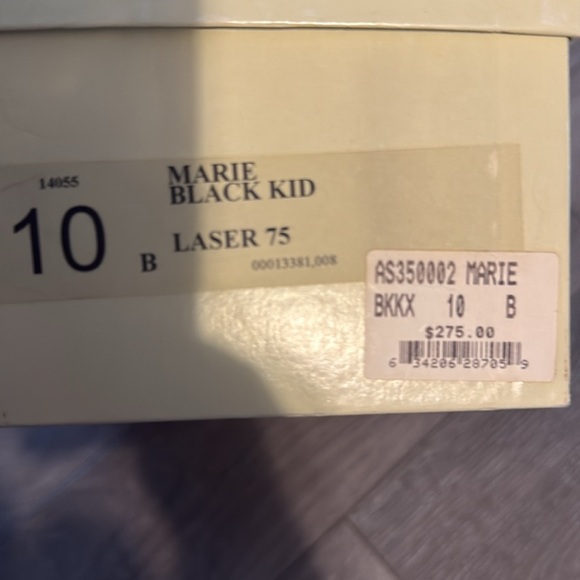 14055
MARIE
BLACK KID
10
B
LASER 75
00013381,008
AS350002 MARIE
BKKX 10 B
$275.00
6 34206 28705 9